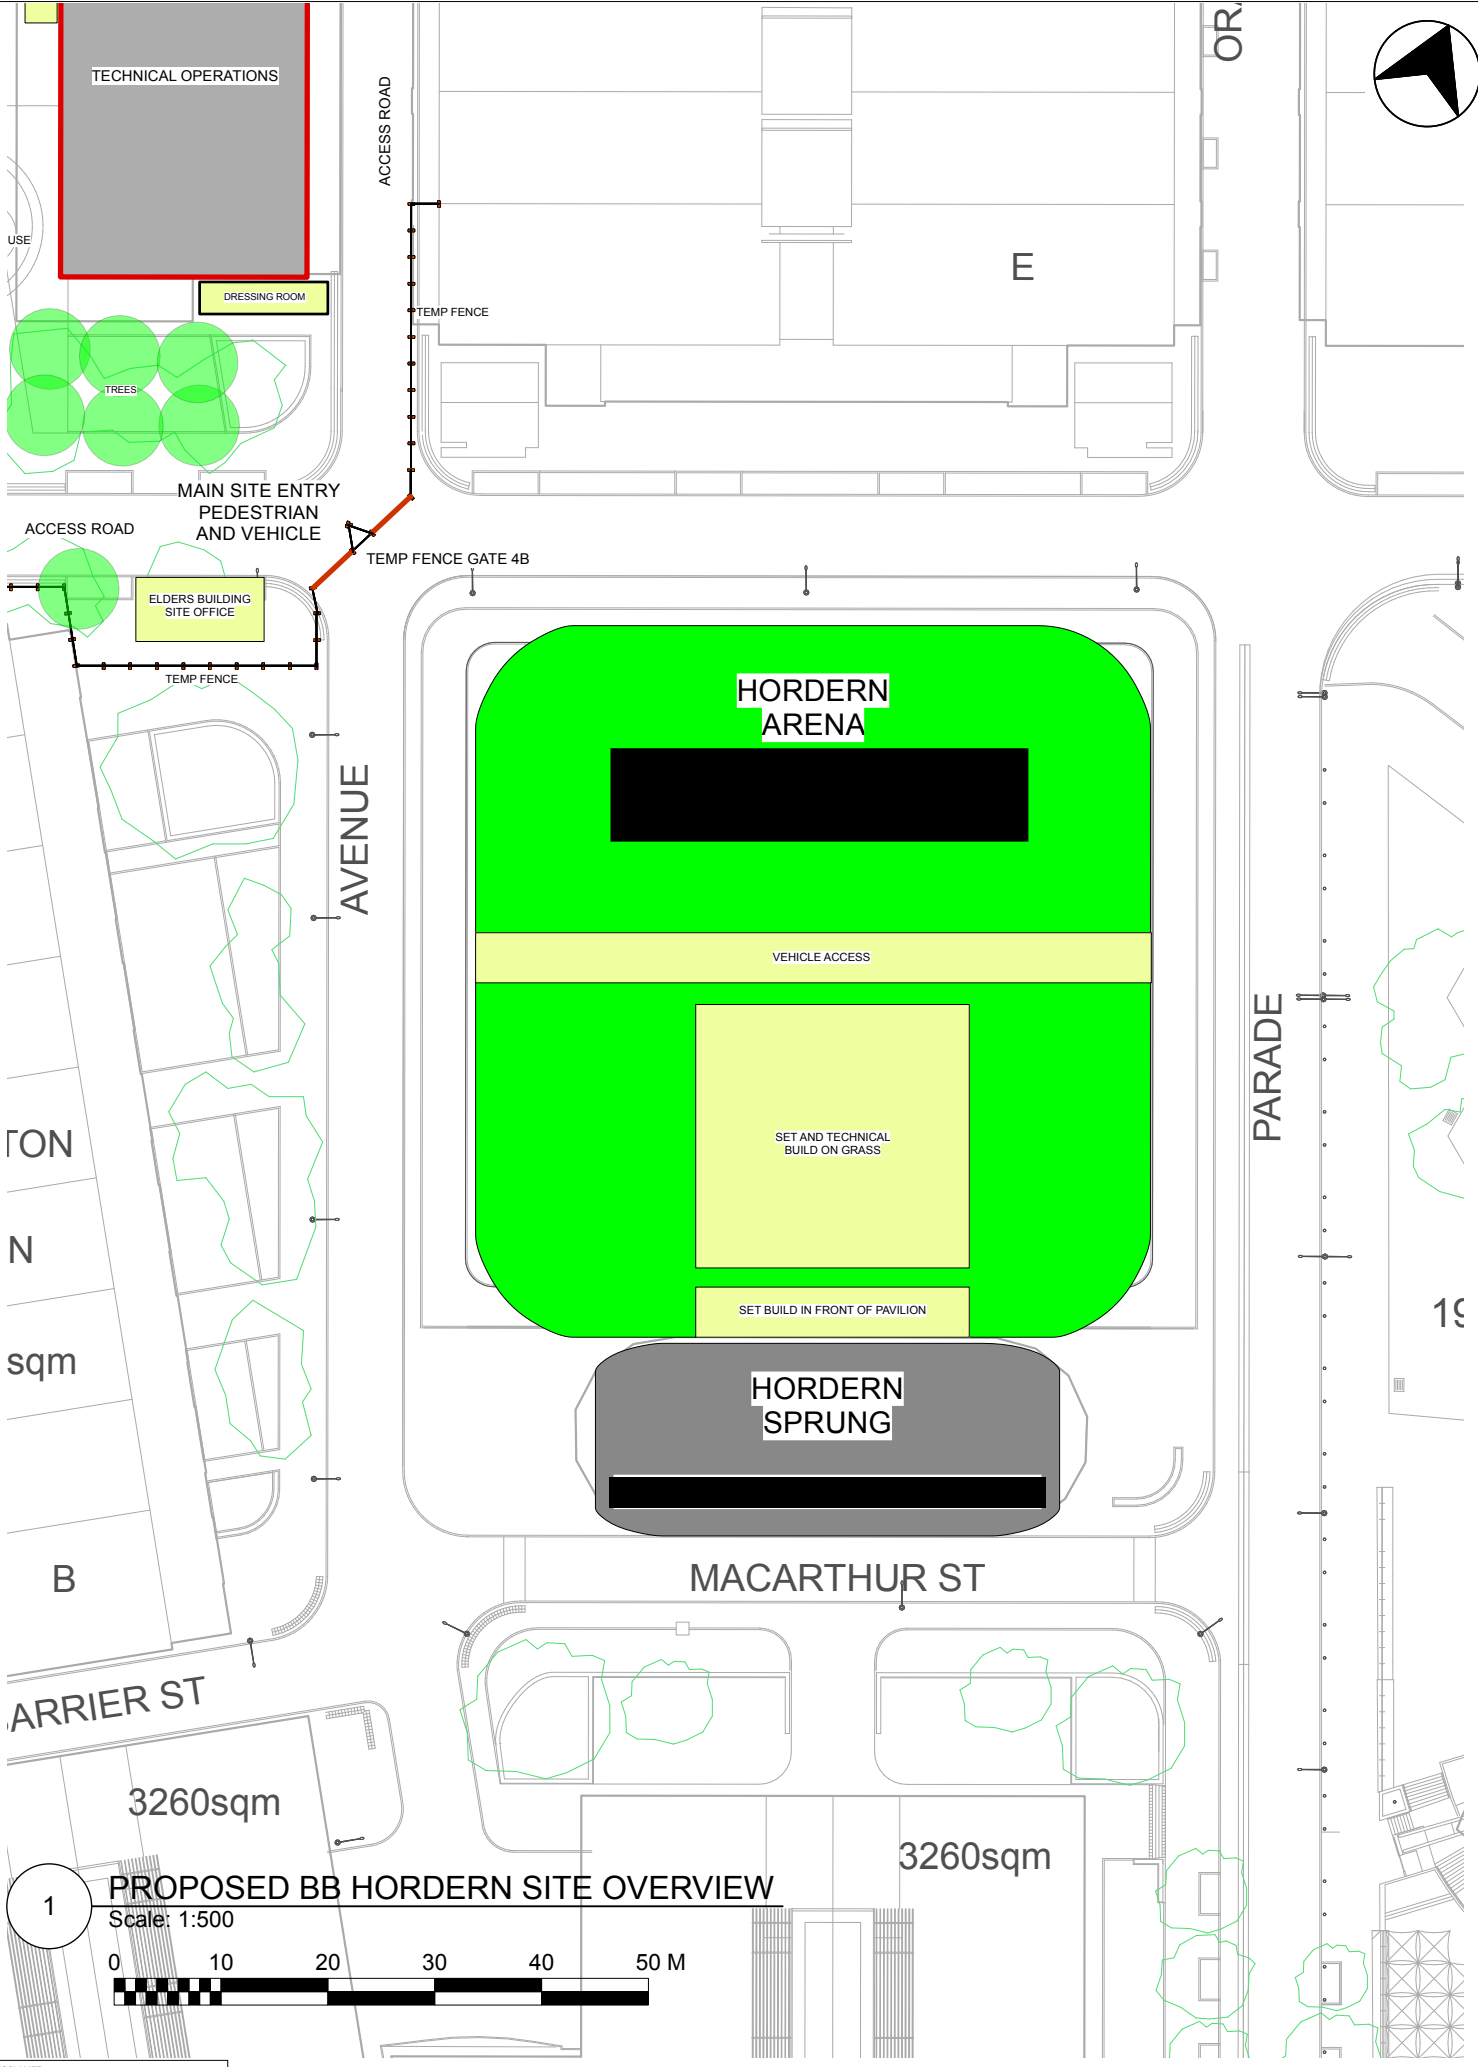 TECHNICAL OPERATIONS
ACCESS ROAD
E
DRESSING ROOM
TEMP FENCE
TREES
MAIN SITE ENTRY
PEDESTRIAN
AND VEHICLE
ACCESS ROAD
TEMP FENCE GATE 4B
ELDERS BUILDING
SITE OFFICE
TEMP FENCE
HORDERN
ARENA
AVENUE
VEHICLE ACCESS
PARADE
SET AND TECHNICAL
BUILD ON GRASS
TON
N
SET BUILD IN FRONT OF PAVILION
19
sqm
HORDERN
SPRUNG
B
MACARTHUR ST
ARRIER ST
3260sqm
3260sqm
1
PROPOSED BB HORDERN SITE OVERVIEW
Scale: 1:500
0 10 20 30 40 50 M